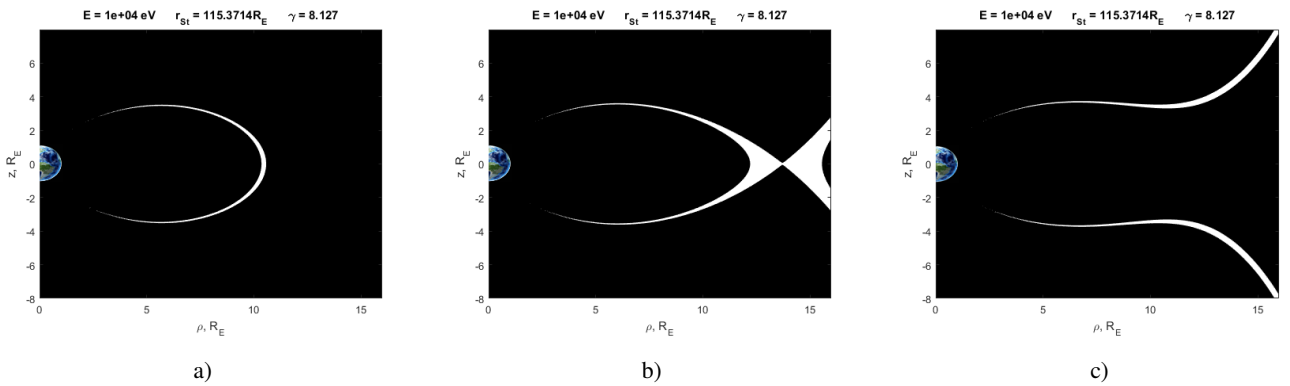 E = 1e+04 eV r_St = 115.3714R_E γ = 8.127
z, R_E
6
4
2
0
-2
-4
-6
-8
0 5 10 15
ρ, R_E
a)
E = 1e+04 eV r_St = 115.3714R_E γ = 8.127
z, R_E
6
4
2
0
-2
-4
-6
-8
0 5 10 15
ρ, R_E
b)
E = 1e+04 eV r_St = 115.3714R_E γ = 8.127
z, R_E
6
4
2
0
-2
-4
-6
-8
0 5 10 15
ρ, R_E
c)